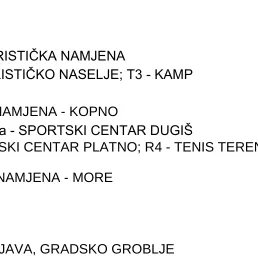 RISTIČKA NAMJENA
ISTIČKO NASELJE; T3 - KAMP
NAMJENA - KOPNO
a - SPORTSKI CENTAR DUGIŠ
SKI CENTAR PLATNO; R4 - TENIS TEREN
NAMJENA - MORE
JAVA, GRADSKO GROBLJE